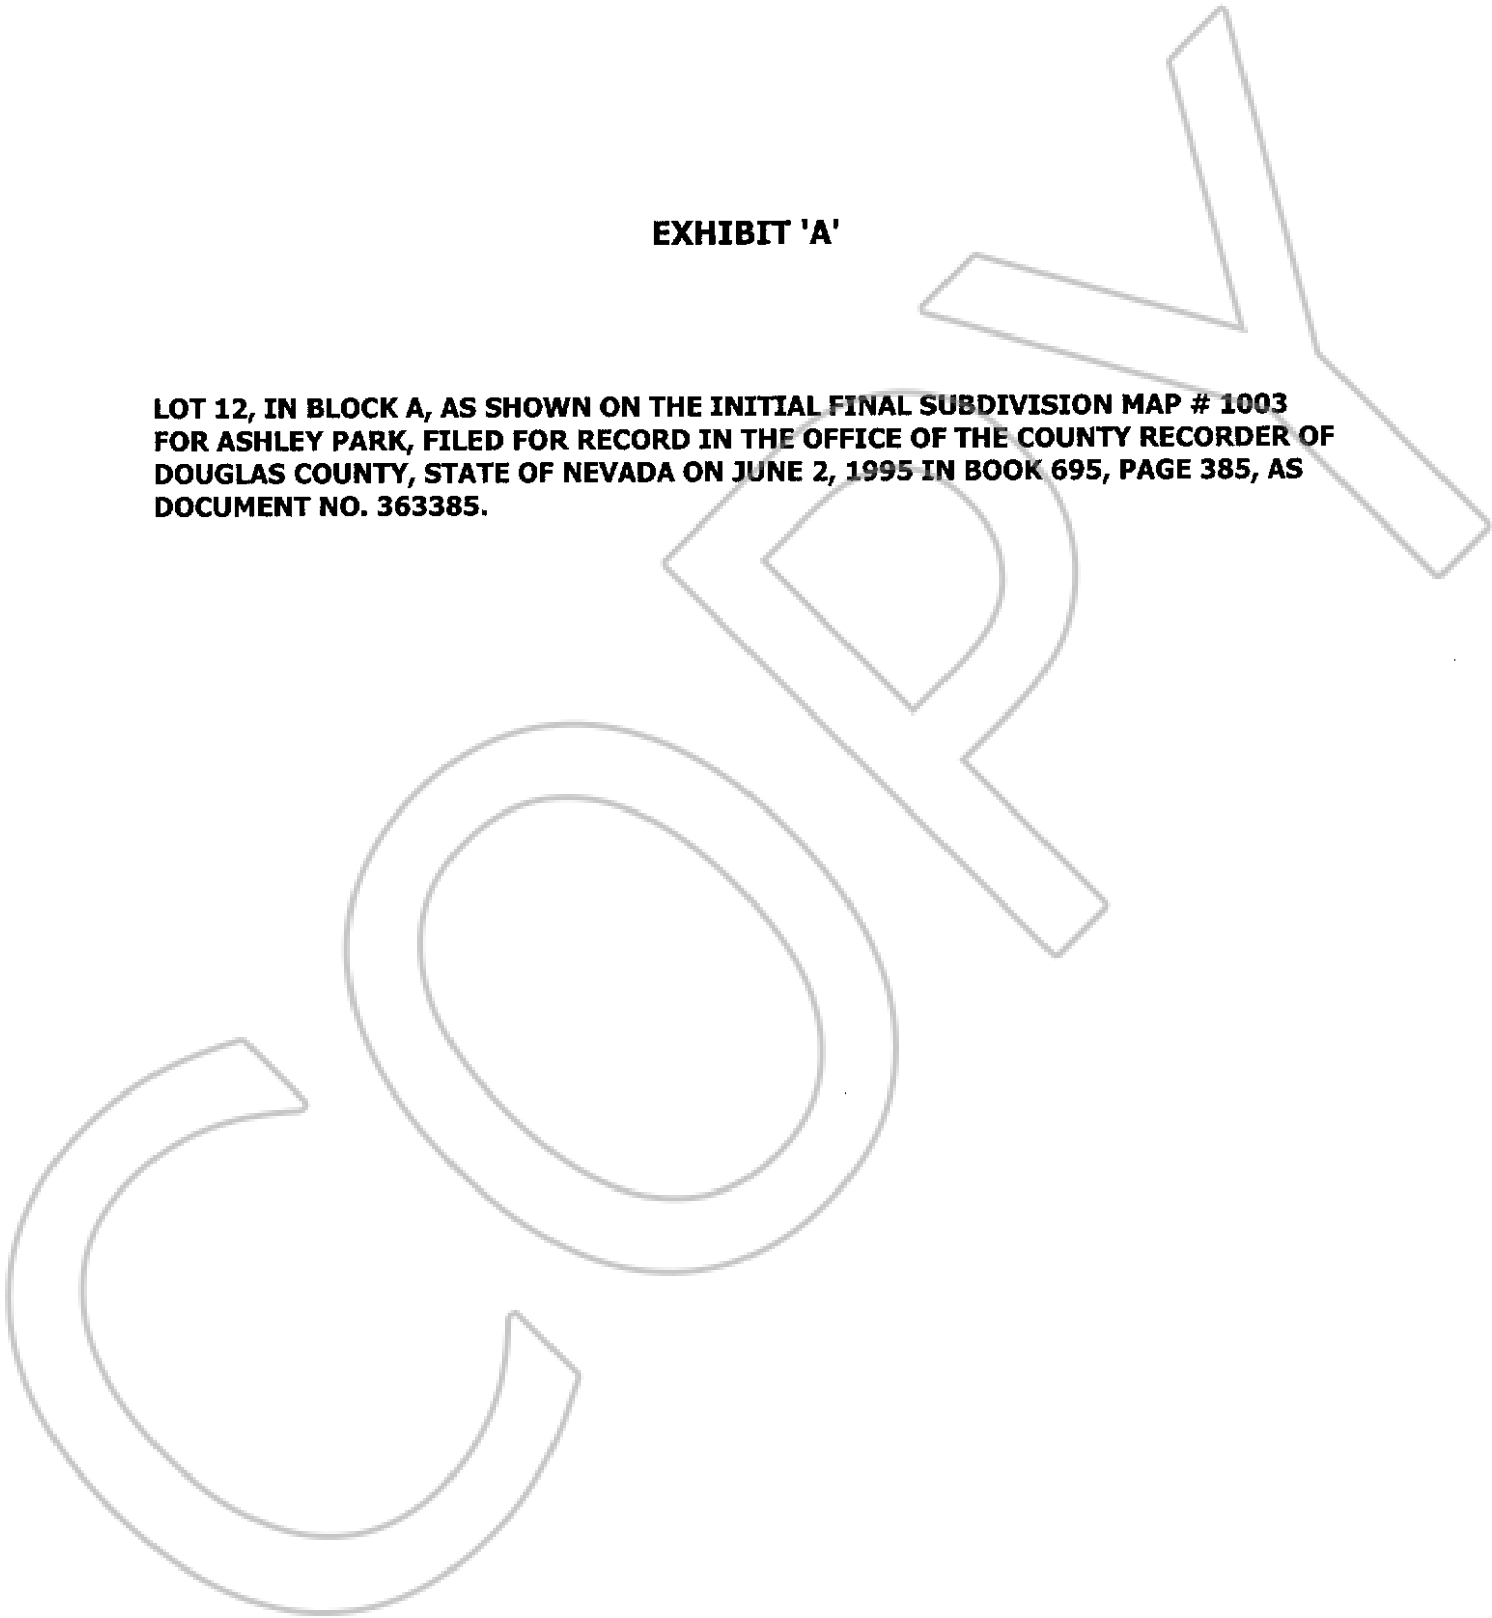 EXHIBIT 'A'
LOT 12, IN BLOCK A, AS SHOWN ON THE INITIAL FINAL SUBDIVISION MAP # 1003
FOR ASHLEY PARK, FILED FOR RECORD IN THE OFFICE OF THE COUNTY RECORDER OF
DOUGLAS COUNTY, STATE OF NEVADA ON JUNE 2, 1995 IN BOOK 695, PAGE 385, AS
DOCUMENT NO. 363385.
COPY